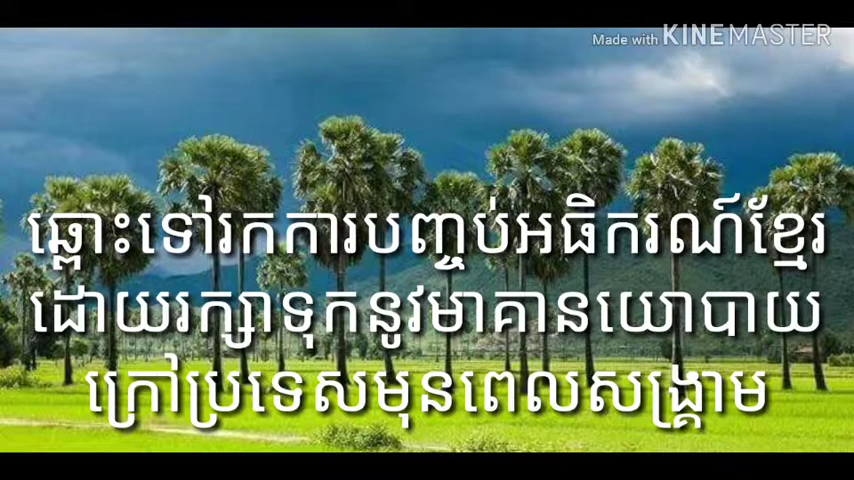 Made with KINEMASTER
ឆ្ពោះទៅរកការបញ្ចប់អធិករណ៍ខ្មែរ
ដោយរក្សាទុកនូវមាគានយោបាយ
ក្រៅប្រទេសមុនពេលសង្គ្រាម